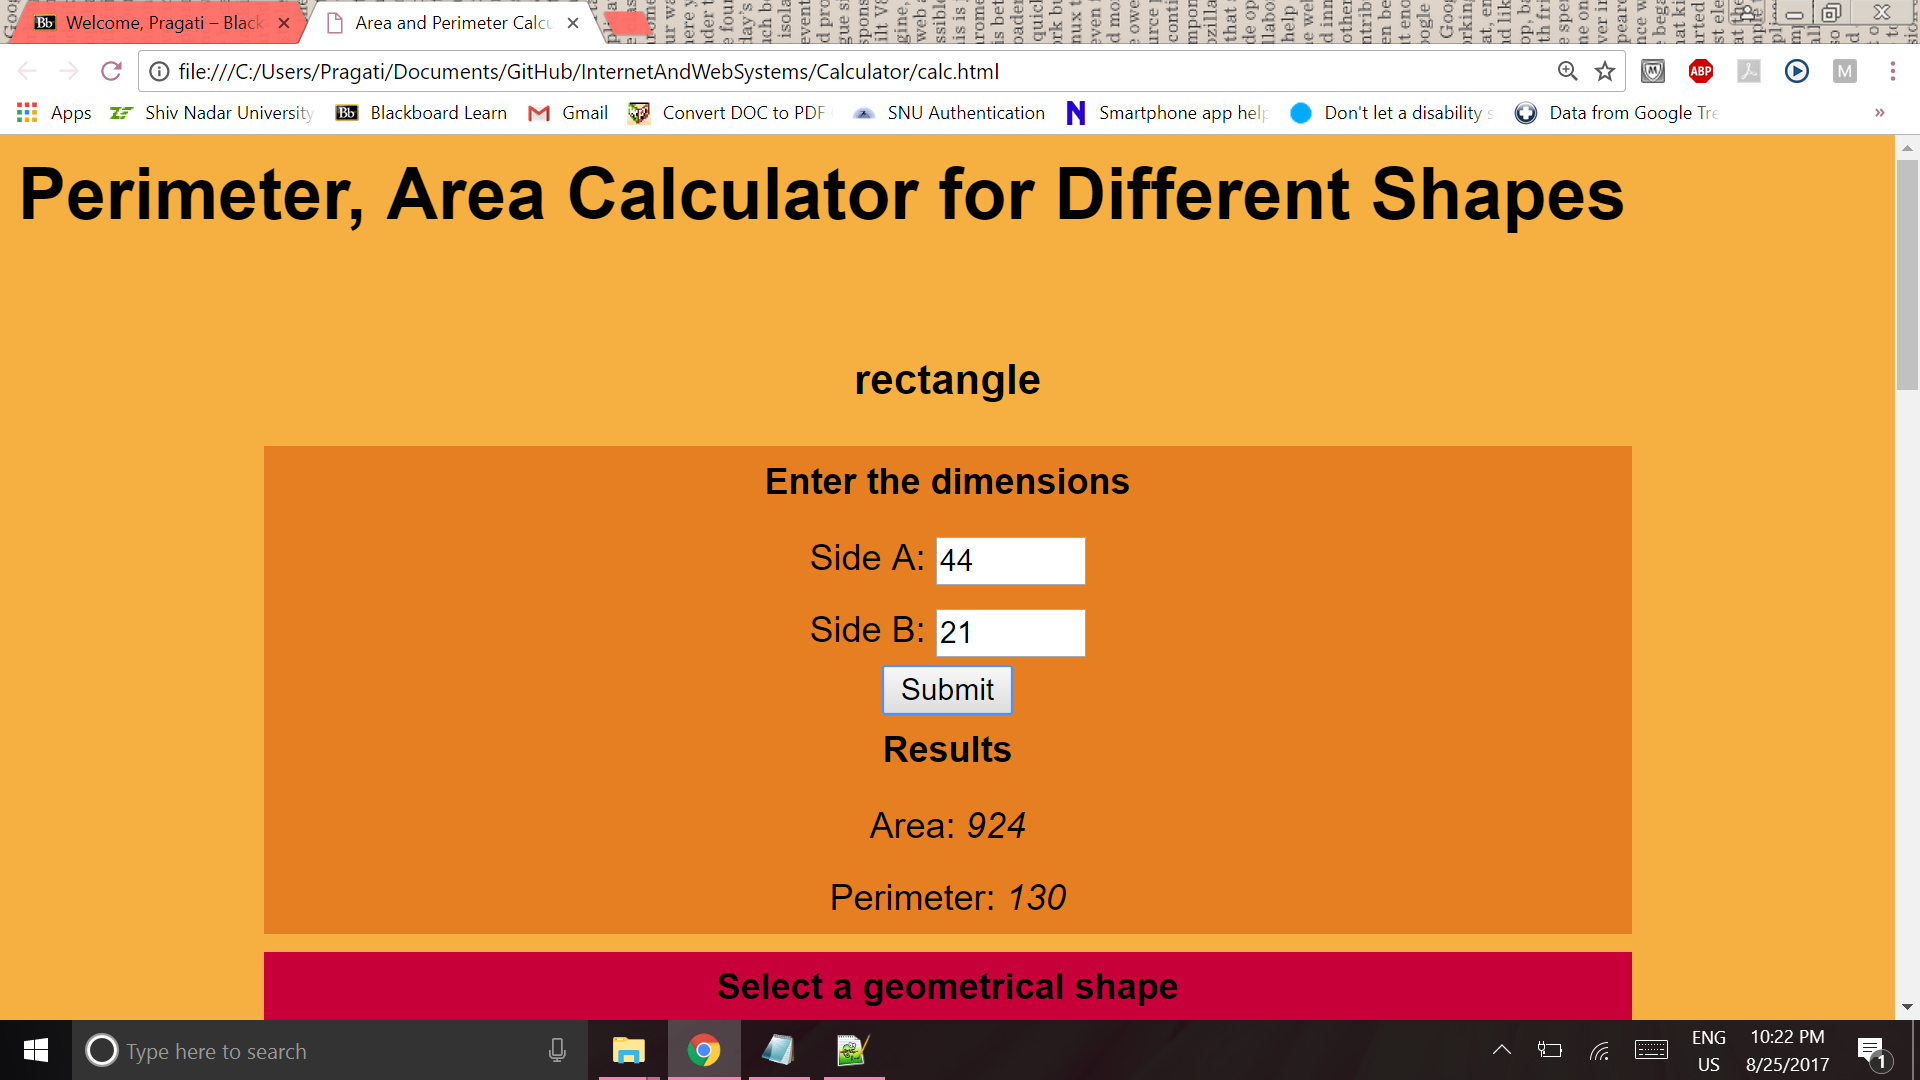 Welcome, Pragati – Black
Area and Perimeter Calcu
file:///C:/Users/Pragati/Documents/GitHub/InternetAndWebSystems/Calculator/calc.html
ABP
M
Apps
Shiv Nadar University
Bb
Blackboard Learn
Gmail
Convert DOC to PDF
SNU Authentication
Smartphone app help
Don't let a disability s
Data from Google Tre
»
Perimeter, Area Calculator for Different Shapes
rectangle
Enter the dimensions
Side A: 44
Side B: 21
Submit
Results
Area: 924
Perimeter: 130
Select a geometrical shape
Type here to search
ENG
US
10:22 PM
8/25/2017
1